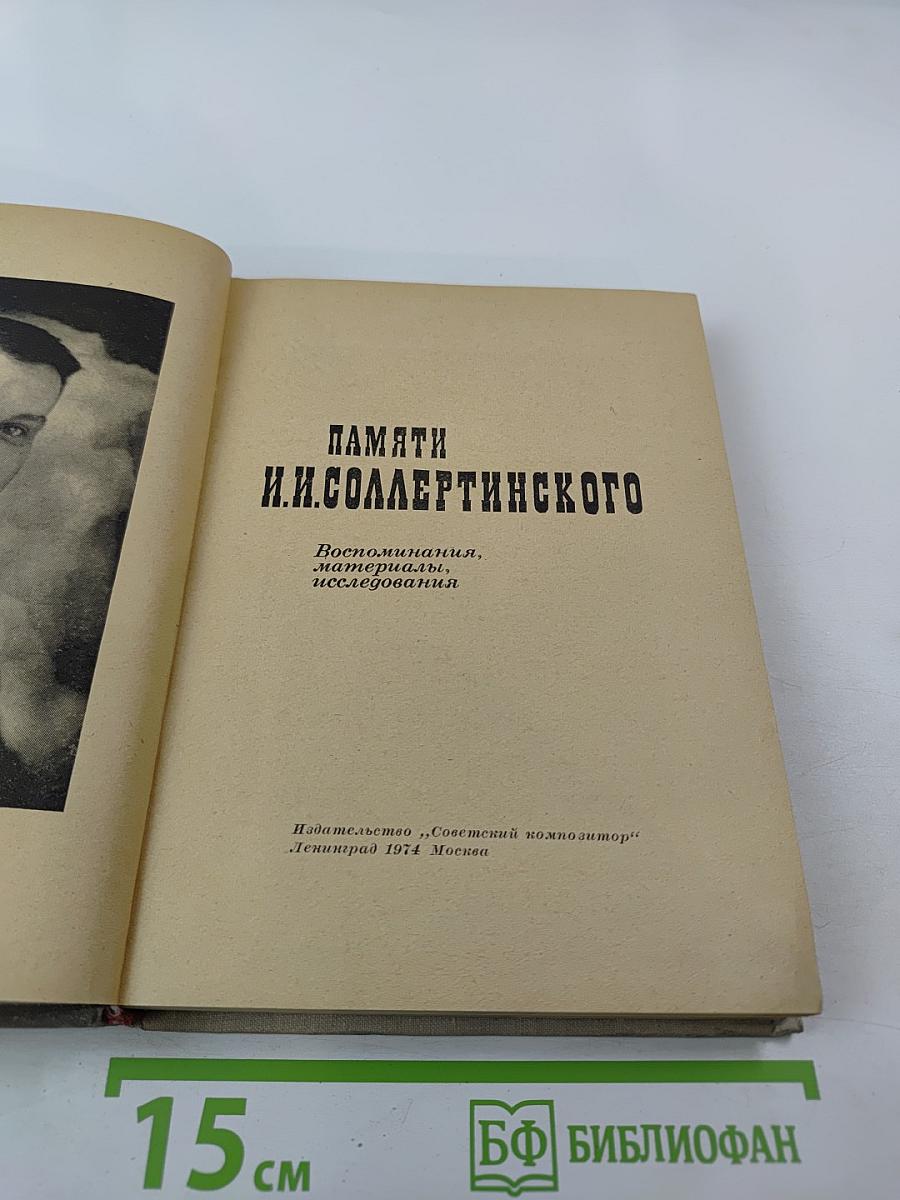 ПАМЯТИ
И.И.СОЛЛЕРТИНСКОГО
Воспоминания,
материалы,
исследования
Издательство „Советский композитор“
Ленинград 1974 Москва
15 см
БФ БИБЛИОФАН